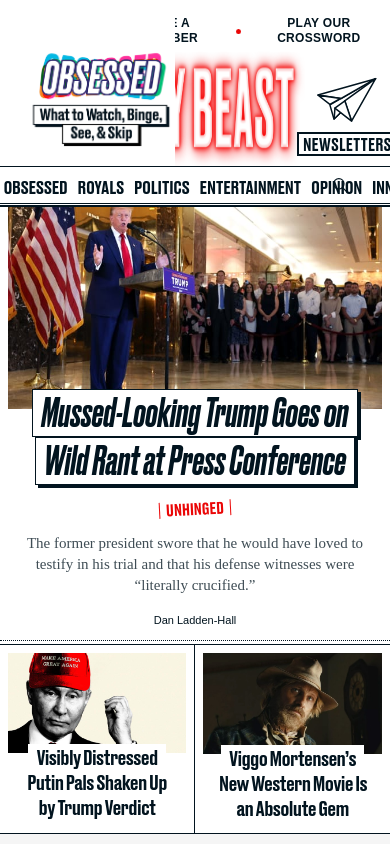 E A
BER
PLAY OUR
CROSSWORD
OBSESSED
What to Watch, Binge,
See, & Skip
Y BEAST
NEWSLETTERS
OBSESSED ROYALS POLITICS ENTERTAINMENT OPINION INN
TRUMP
Mussed-Looking Trump Goes on
Wild Rant at Press Conference
UNHINGED
The former president swore that he would have loved to
testify in his trial and that his defense witnesses were
“literally crucified.”
Dan Ladden-Hall
MAKE AMERICA
GREAT AGAIN
Visibly Distressed
Putin Pals Shaken Up
by Trump Verdict
Viggo Mortensen’s
New Western Movie Is
an Absolute Gem